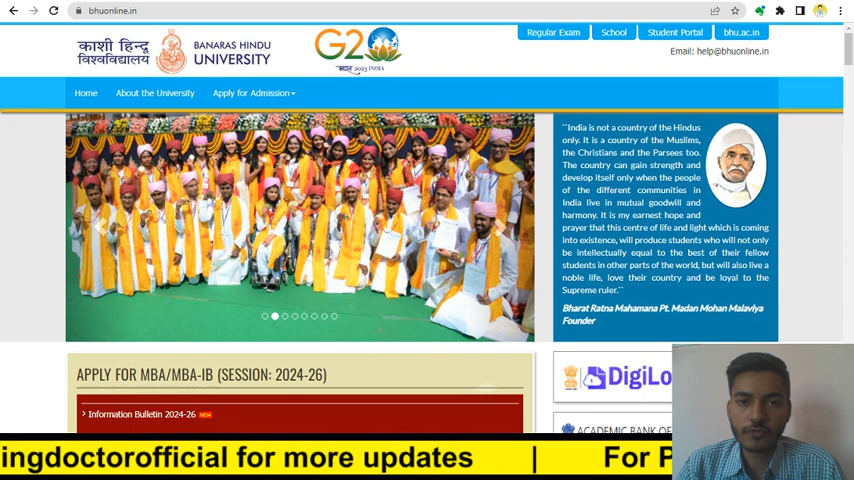 bhuonline.in
काशी हिन्दू
विश्वविद्यालय
BANARAS HINDU
UNIVERSITY
G20
भारत 2023 INDIA
Regular Exam
School
Student Portal
bhu.ac.in
Email: help@bhuonline.in
Home
About the University
Apply for Admission
``India is not a country of the Hindus
only. It is a country of the Muslims,
the Christians and the Parsees too.
The country can gain strength and
develop itself only when the people
of the different communities in
India live in mutual goodwill and
harmony. It is my earnest hope and
prayer that this centre of life and light which is coming
into existence, will produce students who will not only
be intellectually equal to the best of their fellow
students in other parts of the world, but will also live a
noble life, love their country and be loyal to the
Supreme ruler.``
Bharat Ratna Mahamana Pt. Madan Mohan Malaviya
Founder
APPLY FOR MBA/MBA-IB (SESSION: 2024-26)
Information Bulletin 2024-26 NEW
DigiLo
ACADEMIC BANK OF
ingdoctorofficial for more updates | For P